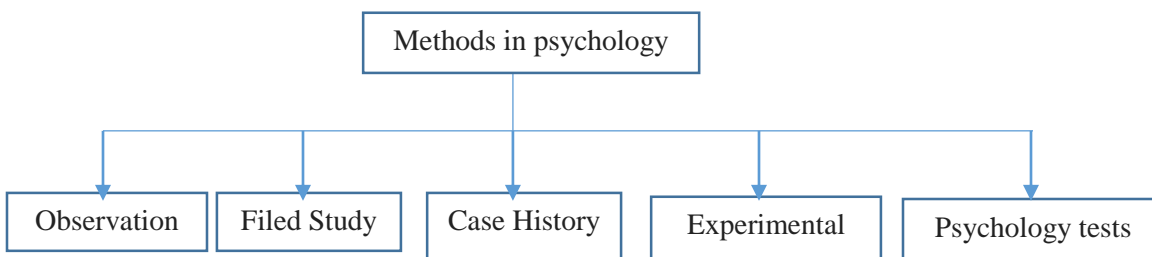 Methods in psychology
Observation
Filed Study
Case History
Experimental
Psychology tests